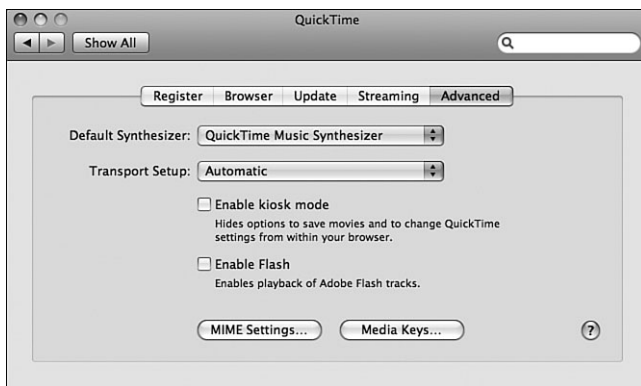 QuickTime
Show All
Register Browser Update Streaming Advanced
Default Synthesizer: QuickTime Music Synthesizer
Transport Setup: Automatic
Enable kiosk mode
Hides options to save movies and to change QuickTime
settings from within your browser.
Enable Flash
Enables playback of Adobe Flash tracks.
MIME Settings... Media Keys... ?